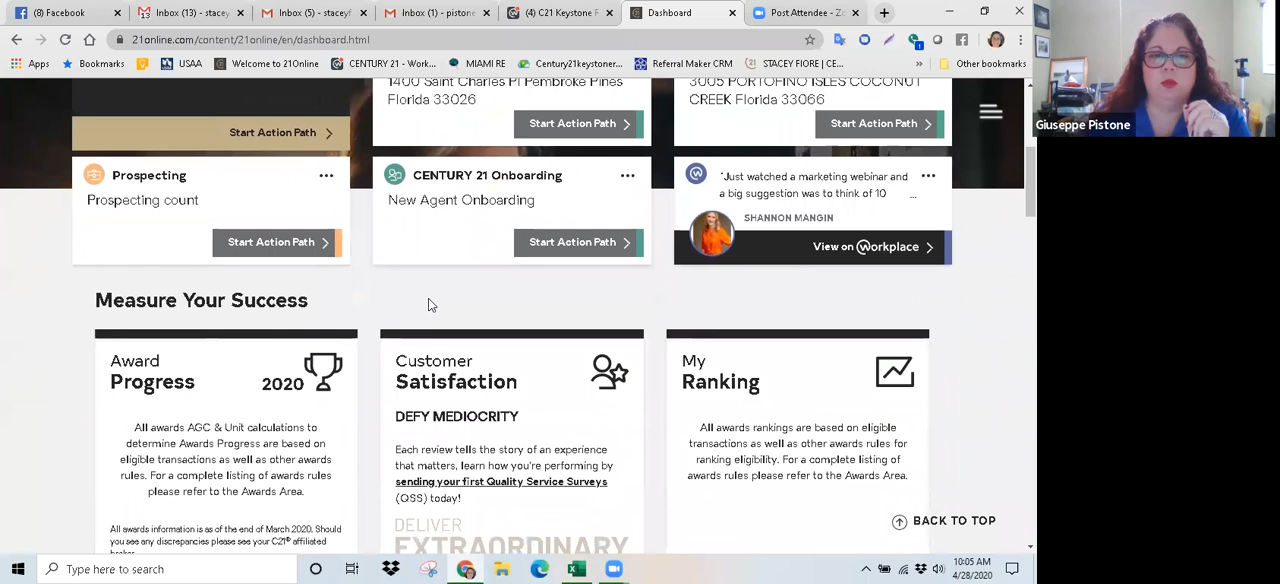 (8) Facebook
Inbox (13) - stacey
Inbox (5) - staceyf
Inbox (1) - pistone
(4) C21 Keystone F
Dashboard
Post Attendee - Zo
21online.com/content/21online/en/dashboard.html
Apps
Bookmarks
USAA
Welcome to 21Online
CENTURY 21 - Work...
MIAMI RE
Century21keystoner...
Referral Maker CRM
STACEY FIORE | CE...
»
Other bookmarks
Giuseppe Pistone
1400 Saint Charles Pl Pembroke Pines
Florida 33026
3005 PORTOFINO ISLES COCONUT
CREEK Florida 33066
Start Action Path
Start Action Path
Start Action Path
Prospecting
Prospecting count
Start Action Path
CENTURY 21 Onboarding
New Agent Onboarding
Start Action Path
"Just watched a marketing webinar and
a big suggestion was to think of 10 ...
SHANNON MANGIN
View on Workplace
Measure Your Success
Award
Progress
2020
All awards AGC & Unit calculations to
determine Awards Progress are based on
eligible transactions as well as other awards
rules. For a complete listing of awards rules
please refer to the Awards Area.
All awards information is as of the end of March 2020. Should
you see any discrepancies please see your C21® affiliated
broker
Customer
Satisfaction
DEFY MEDIOCRITY
Each review tells the story of an experience
that matters, learn how you're performing by
sending your first Quality Service Surveys
(QSS) today!
DELIVER
EXTRAORDINARY
My
Ranking
All awards rankings are based on eligible
transactions as well as other awards rules for
ranking eligibility. For a complete listing of
awards rules please refer to the Awards Area.
BACK TO TOP
Type here to search
10:05 AM
4/28/2020